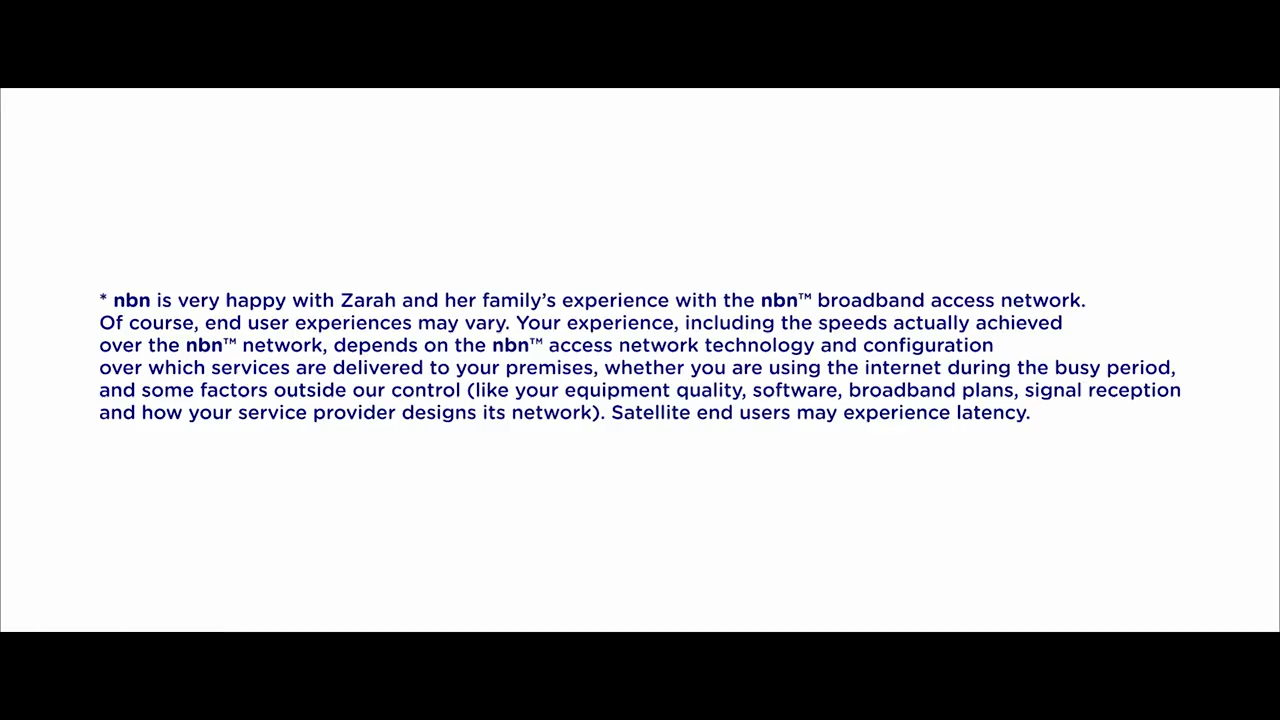 * nbn is very happy with Zarah and her family’s experience with the nbn™ broadband access network.
Of course, end user experiences may vary. Your experience, including the speeds actually achieved
over the nbn™ network, depends on the nbn™ access network technology and configuration
over which services are delivered to your premises, whether you are using the internet during the busy period,
and some factors outside our control (like your equipment quality, software, broadband plans, signal reception
and how your service provider designs its network). Satellite end users may experience latency.